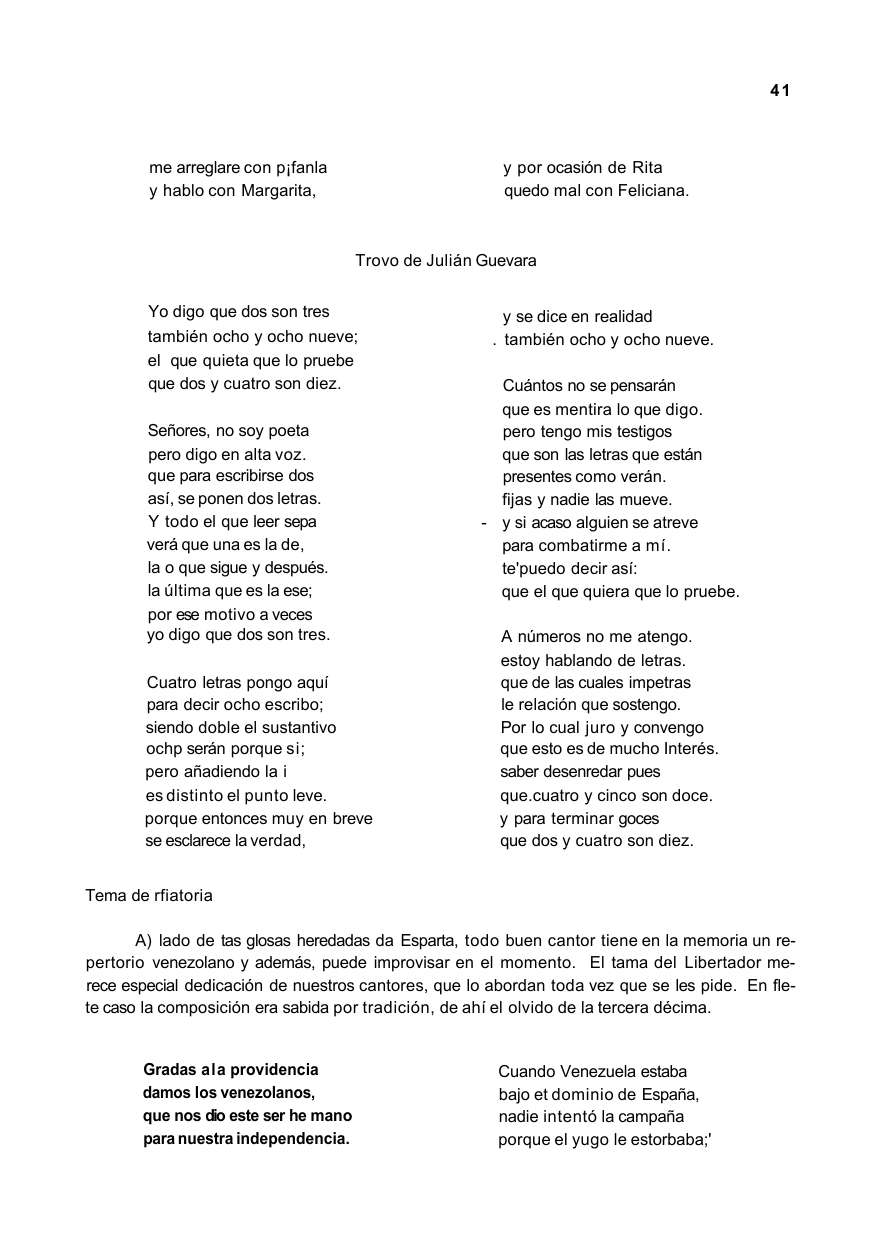 41
me arreglare con p¡fanla
y hablo con Margarita,
y por ocasión de Rita
quedo mal con Feliciana.
Trovo de Julián Guevara
Yo digo que dos son tres
también ocho y ocho nueve;
el que quieta que lo pruebe
que dos y cuatro son diez.
Señores, no soy poeta
pero digo en alta voz.
que para escribirse dos
así, se ponen dos letras.
Y todo el que leer sepa
verá que una es la de,
la o que sigue y después.
la última que es la ese;
por ese motivo a veces
yo digo que dos son tres.
Cuatro letras pongo aquí
para decir ocho escribo;
siendo doble el sustantivo
ochp serán porque si;
pero añadiendo la i
es distinto el punto leve.
porque entonces muy en breve
se esclarece la verdad,
y se dice en realidad
. también ocho y ocho nueve.
Cuántos no se pensarán
que es mentira lo que digo.
pero tengo mis testigos
que son las letras que están
presentes como verán.
fijas y nadie las mueve.
- y si acaso alguien se atreve
para combatirme a mí.
te'puedo decir así:
que el que quiera que lo pruebe.
A números no me atengo.
estoy hablando de letras.
que de las cuales impetras
le relación que sostengo.
Por lo cual juro y convengo
que esto es de mucho Interés.
saber desenredar pues
que.cuatro y cinco son doce.
y para terminar goces
que dos y cuatro son diez.
Tema de rfiatoria
A) lado de tas glosas heredadas da Esparta, todo buen cantor tiene en la memoria un re-
pertorio venezolano y además, puede improvisar en el momento. El tama del Libertador me-
rece especial dedicación de nuestros cantores, que lo abordan toda vez que se les pide. En fle-
te caso la composición era sabida por tradición, de ahí el olvido de la tercera décima.
Gradas ala providencia
damos los venezolanos,
que nos dio este ser he mano
para nuestra independencia.
Cuando Venezuela estaba
bajo et dominio de España,
nadie intentó la campaña
porque el yugo le estorbaba;'